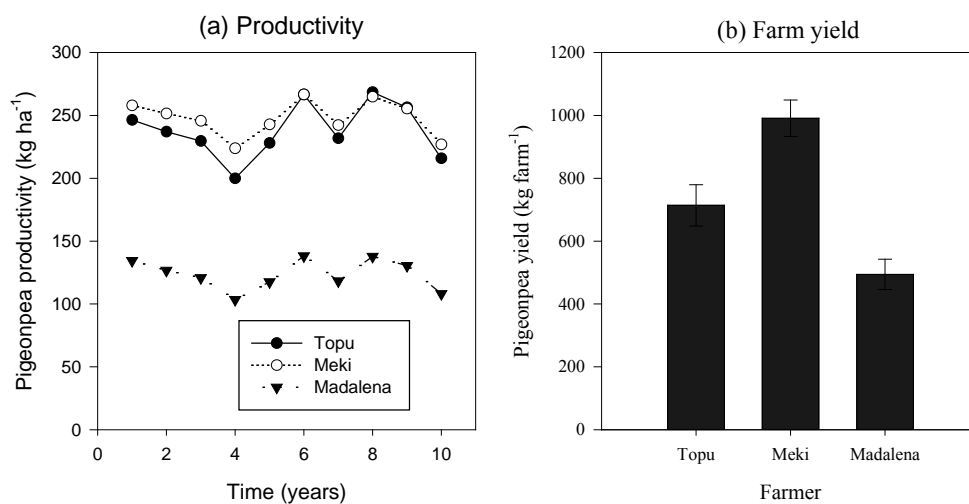 (a) Productivity
Pigeonpea productivity (kg ha⁻¹)
300
250
200
150
100
50
0
Topu
Meki
Madalena
0 2 4 6 8 10
Time (years)
(b) Farm yield
Pigeonpea yield (kg farm⁻¹)
1200
1000
800
600
400
200
0
Topu Meki Madalena
Farmer